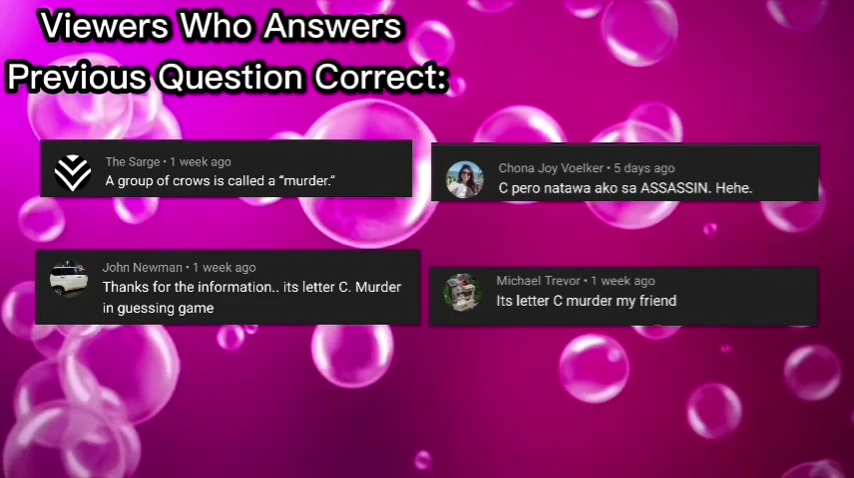 Viewers Who Answers
Previous Question Correct:
The Sarge • 1 week ago
A group of crows is called a “murder.”
Chona Joy Voelker • 5 days ago
C pero natawa ako sa ASSASSIN. Hehe.
John Newman • 1 week ago
Thanks for the information.. its letter C. Murder
in guessing game
Michael Trevor • 1 week ago
Its letter C murder my friend